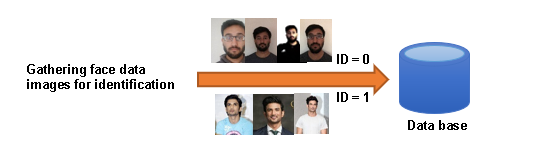 ID = 0
Gathering face data
images for identification
ID = 1
Data base